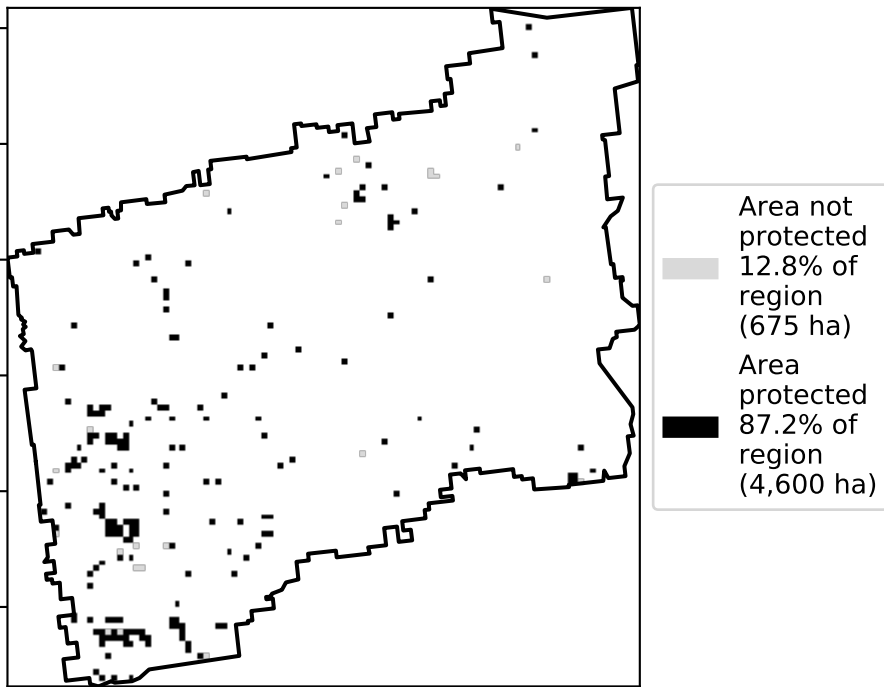 Area not
protected
12.8% of
region
(675 ha)
Area
protected
87.2% of
region
(4,600 ha)